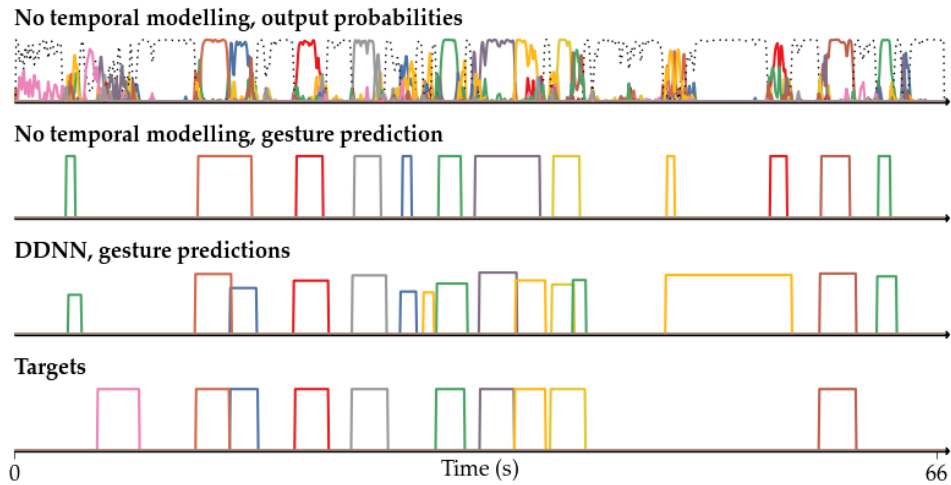 No temporal modelling, output probabilities
No temporal modelling, gesture prediction
DDNN, gesture predictions
Targets
0
Time (s)
66